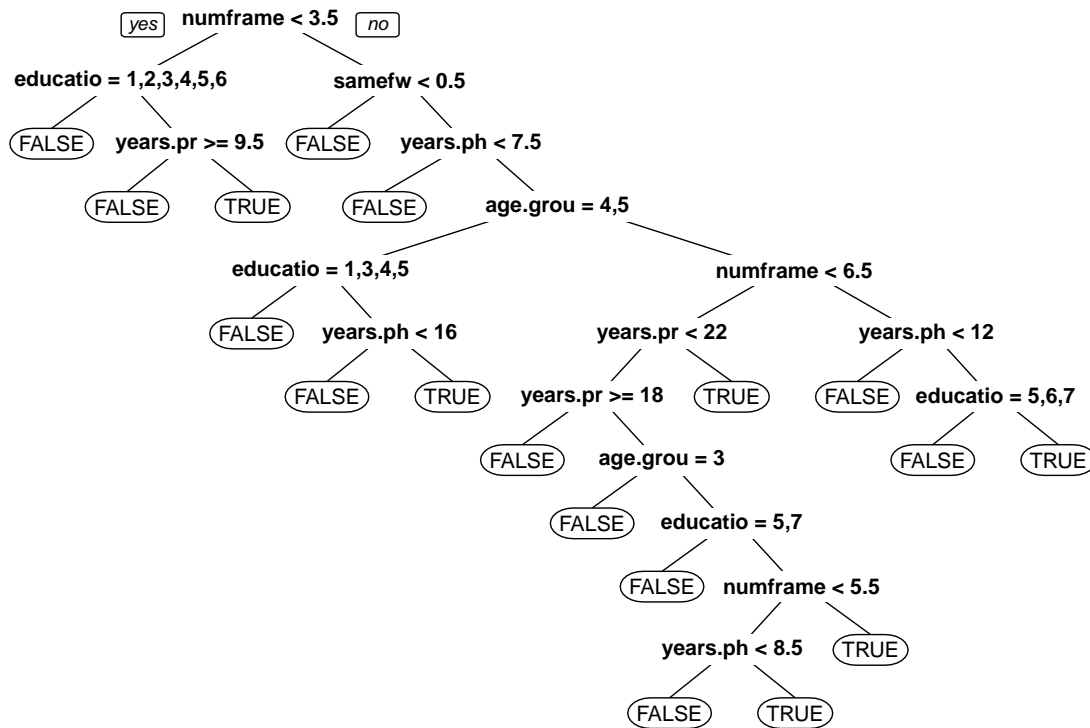 yes numframe < 3.5 no
educatio = 1,2,3,4,5,6 samefw < 0.5
FALSE years.pr >= 9.5 FALSE years.ph < 7.5
FALSE TRUE FALSE age.grou = 4,5
educatio = 1,3,4,5 numframe < 6.5
FALSE years.ph < 16 years.pr < 22 years.ph < 12
FALSE TRUE years.pr >= 18 TRUE FALSE educatio = 5,6,7
FALSE age.grou = 3 FALSE TRUE
FALSE educatio = 5,7
FALSE numframe < 5.5
years.ph < 8.5 TRUE
FALSE TRUE